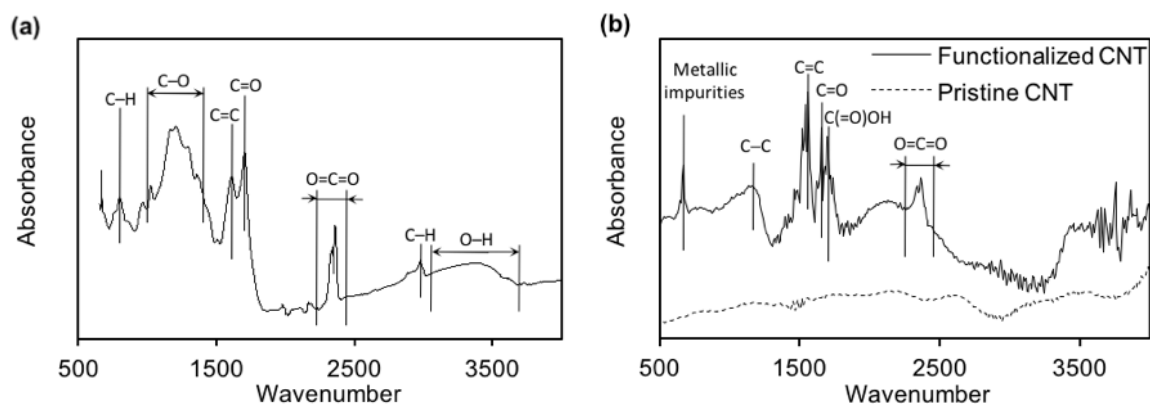 (a)
C–H
C–O
C=C
C=O
O=C=O
C–H
O–H
Absorbance
500
1500
2500
3500
Wavenumber
(b)
Functionalized CNT
Pristine CNT
Metallic
impurities
C–C
C=C
C=O
C(=O)OH
O=C=O
Absorbance
500
1500
2500
3500
Wavenumber